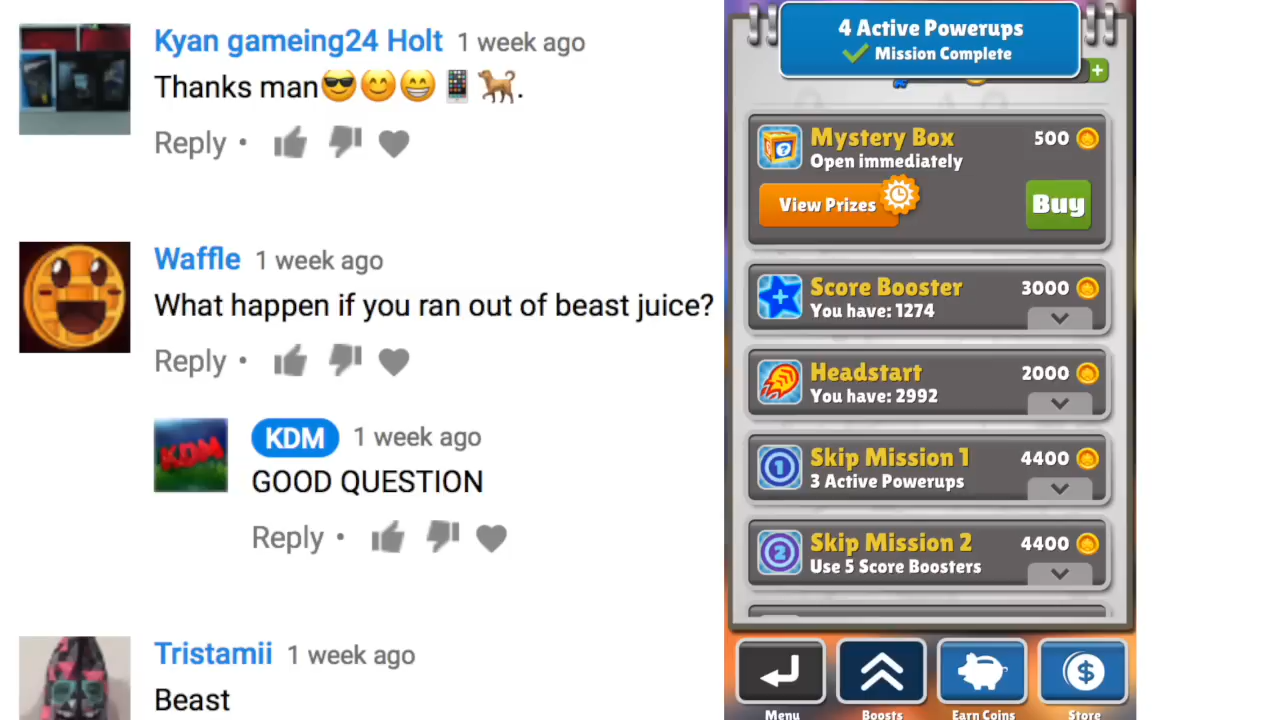 Kyan gameing24 Holt 1 week ago
Thanks man😎😊😁📱🐕.
Reply •
Waffle 1 week ago
What happen if you ran out of beast juice?
Reply •
KDM
KDM 1 week ago
GOOD QUESTION
Reply •
Tristamii 1 week ago
Beast
4 Active Powerups
Mission Complete
+
Mystery Box 500
Open immediately
View Prizes
Buy
Score Booster 3000
You have: 1274
Headstart 2000
You have: 2992
1 Skip Mission 1 4400
3 Active Powerups
2 Skip Mission 2 4400
Use 5 Score Boosters
Menu Boosts Earn Coins Store